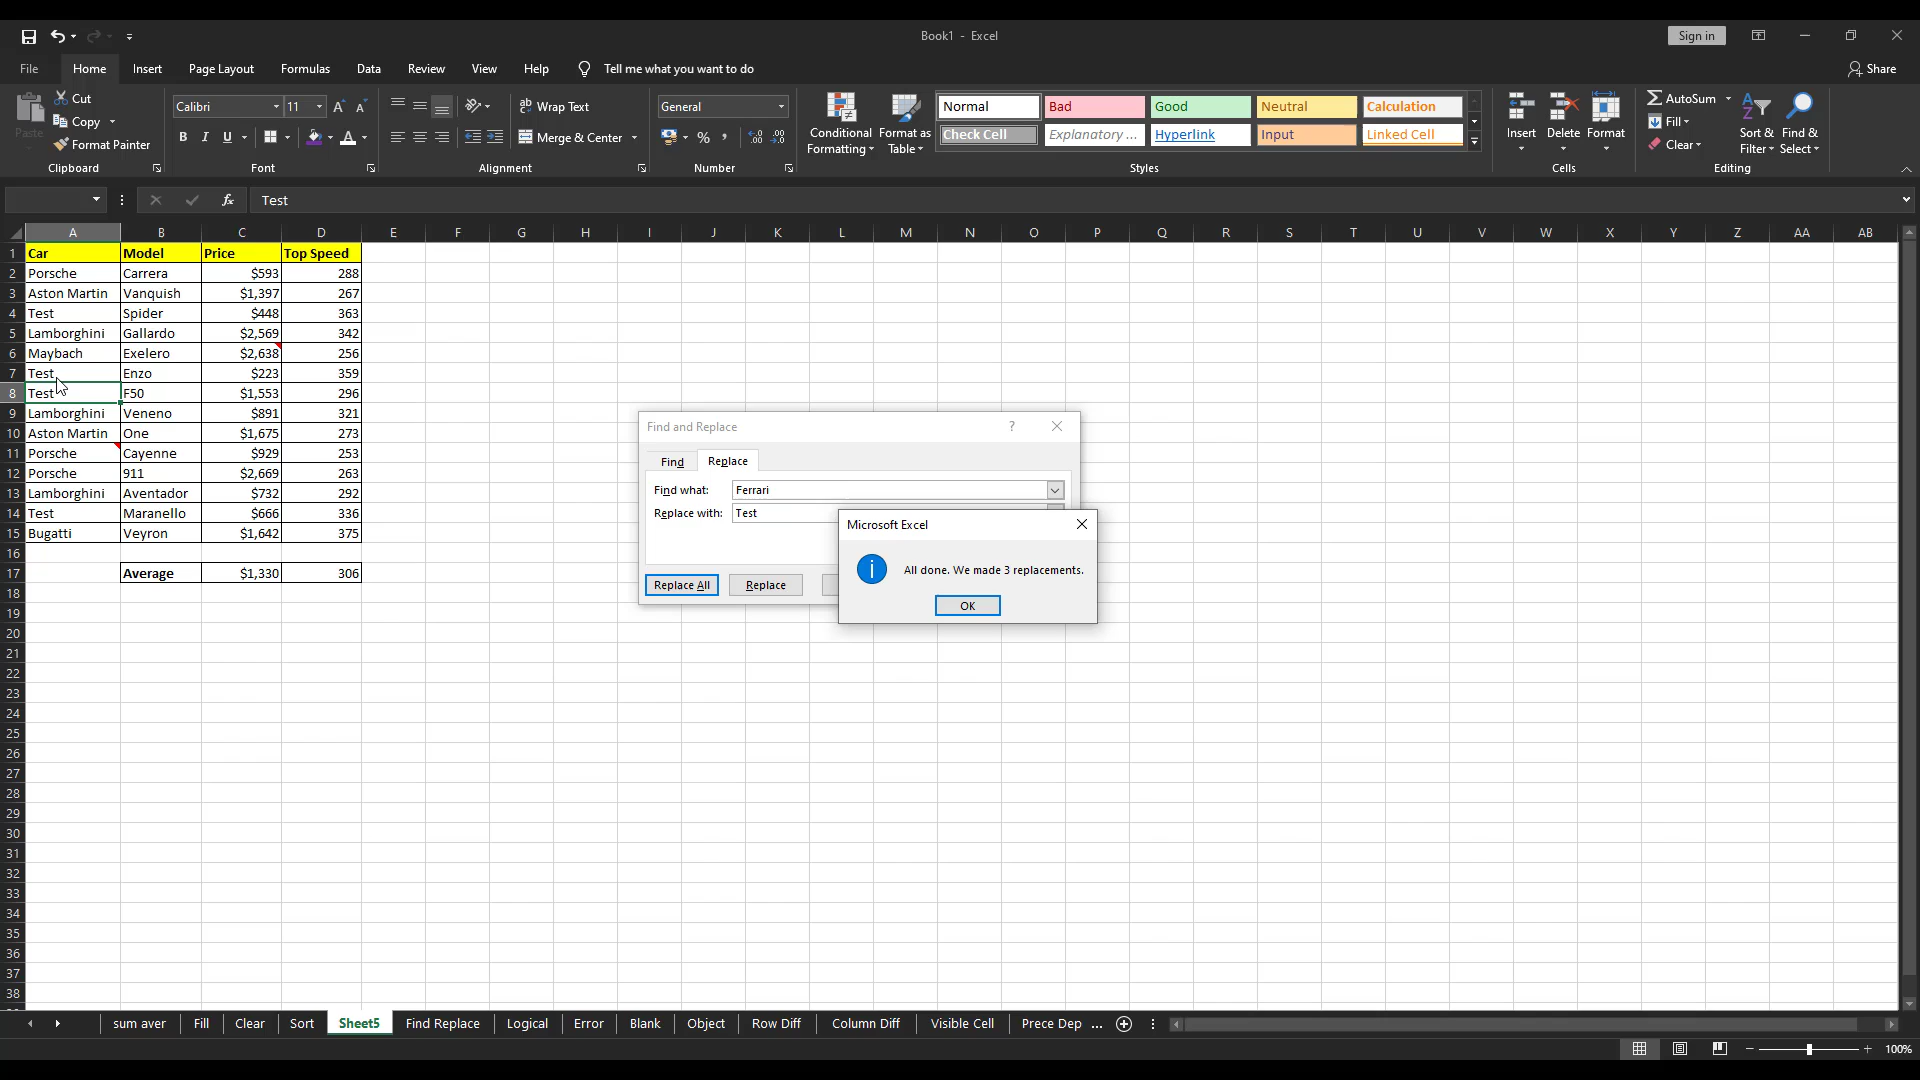 Book1 - Excel
Sign in
File Home Insert Page Layout Formulas Data Review View Help Tell me what you want to do Share
Paste
Cut
Copy
Format Painter
Clipboard
Calibri 11
B I U
Font
Wrap Text
Merge & Center
Alignment
General
% ,
Number
Conditional Formatting
Format as Table
Normal Bad Good Neutral Calculation
Check Cell Explanatory ... Hyperlink Input Linked Cell
Styles
Insert Delete Format
Cells
AutoSum
Fill
Clear
Sort & Filter
Find & Select
Editing
fx Test
A B C D E F G H I J K L M N O P Q R S T U V W X Y Z AA AB
1 Car Model Price Top Speed
2 Porsche Carrera $593 288
3 Aston Martin Vanquish $1,397 267
4 Test Spider $448 363
5 Lamborghini Gallardo $2,569 342
6 Maybach Exelero $2,638 256
7 Test Enzo $223 359
8 Test F50 $1,553 296
9 Lamborghini Veneno $891 321
10 Aston Martin One $1,675 273
11 Porsche Cayenne $929 253
12 Porsche 911 $2,669 263
13 Lamborghini Aventador $732 292
14 Test Maranello $666 336
15 Bugatti Veyron $1,642 375
16
17 Average $1,330 306
18
19
20
21
22
23
24
25
26
27
28
29
30
31
32
33
34
35
36
37
38
Find and Replace ?
Find Replace
Find what: Ferrari
Replace with: Test
Replace All Replace
Microsoft Excel
All done. We made 3 replacements.
OK
sum aver Fill Clear Sort Sheet5 Find Replace Logical Error Blank Object Row Diff Column Diff Visible Cell Prece Dep ...
100%